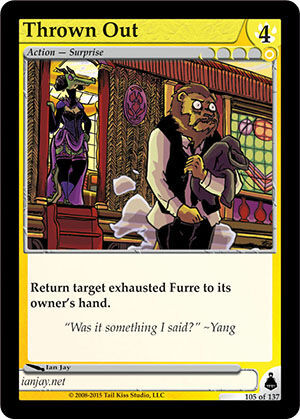 Thrown Out
4
Action — Surprise
Return target exhausted Furre to its
owner's hand.
"Was it something I said?" ~Yang
Ian Jay
ianjay.net
© 2008-2015 Tail Kiss Studio, LLC
105 of 137